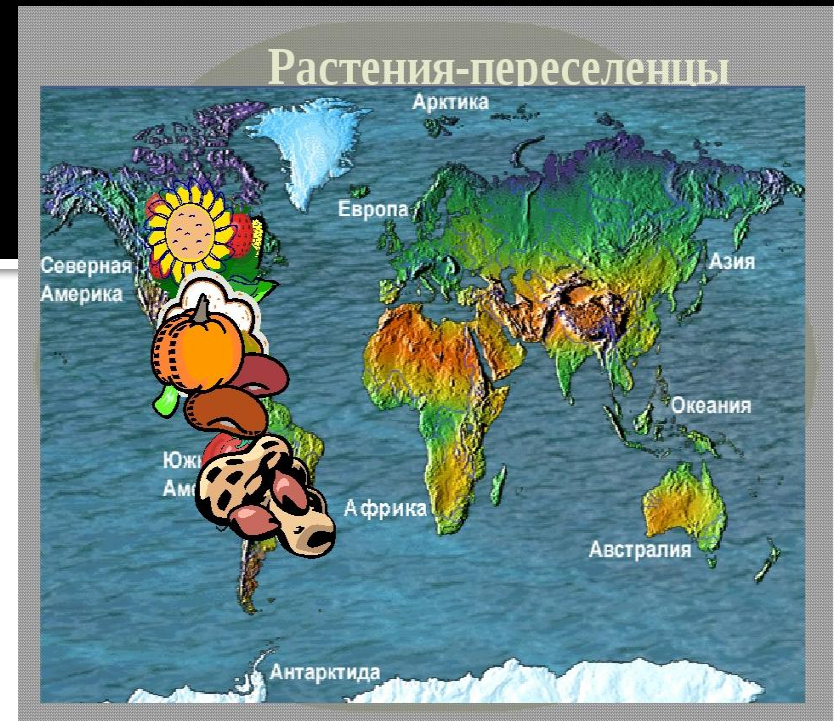 Растения-переселенцы
Арктика
Европа
Северная
Америка
Азия
Океания
Африка
Австралия
Антарктида